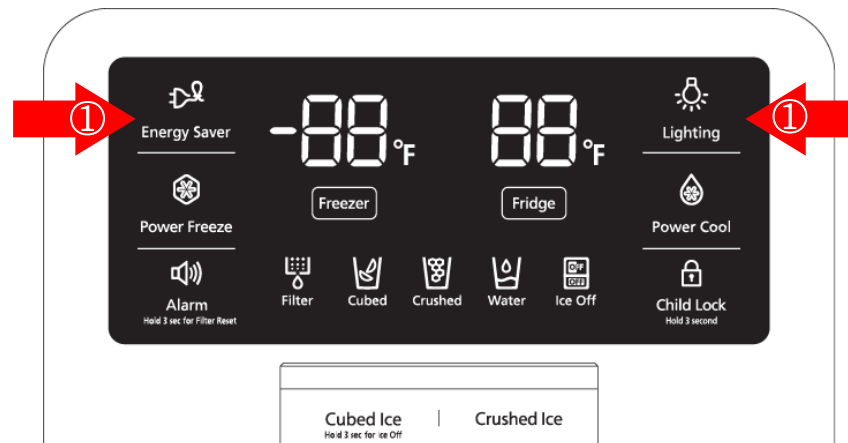 ① Energy Saver
-88°F
88°F
Lighting ①
Freezer
Fridge
Power Freeze
Power Cool
Filter
Cubed
Crushed
Water
OFF
OFF
Ice Off
Alarm
Hold 3 sec for Filter Reset
Child Lock
Hold 3 second
Cubed Ice | Crushed Ice
Hold 3 sec for Ice Off